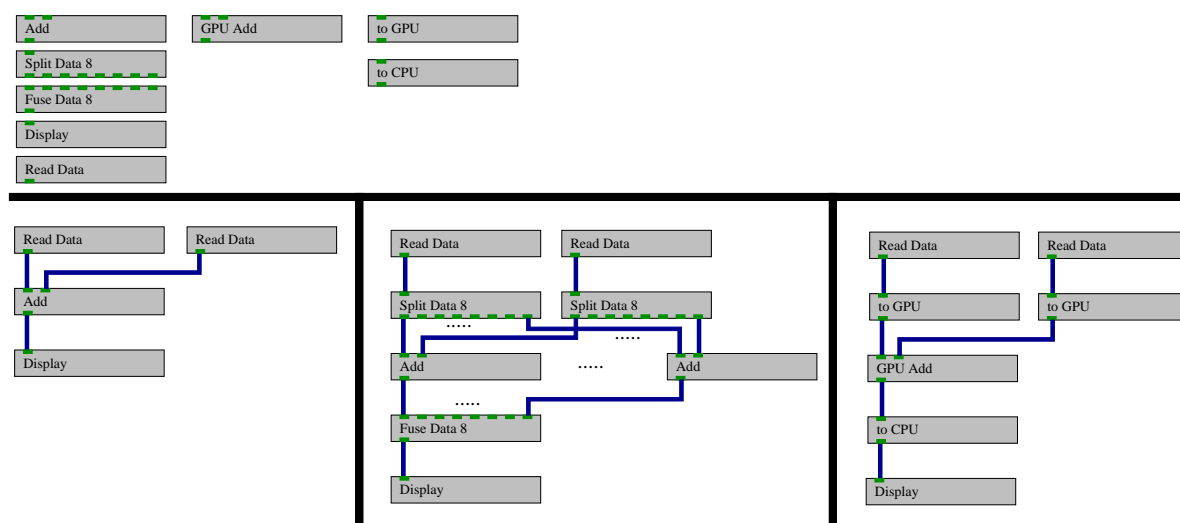 Add
GPU Add
to GPU
Split Data 8
to CPU
Fuse Data 8
Display
Read Data
Read Data
Read Data
Add
Display
Read Data
Read Data
Split Data 8
Split Data 8
.....
.....
Add
.....
Add
.....
Fuse Data 8
Display
Read Data
Read Data
to GPU
to GPU
GPU Add
to CPU
Display